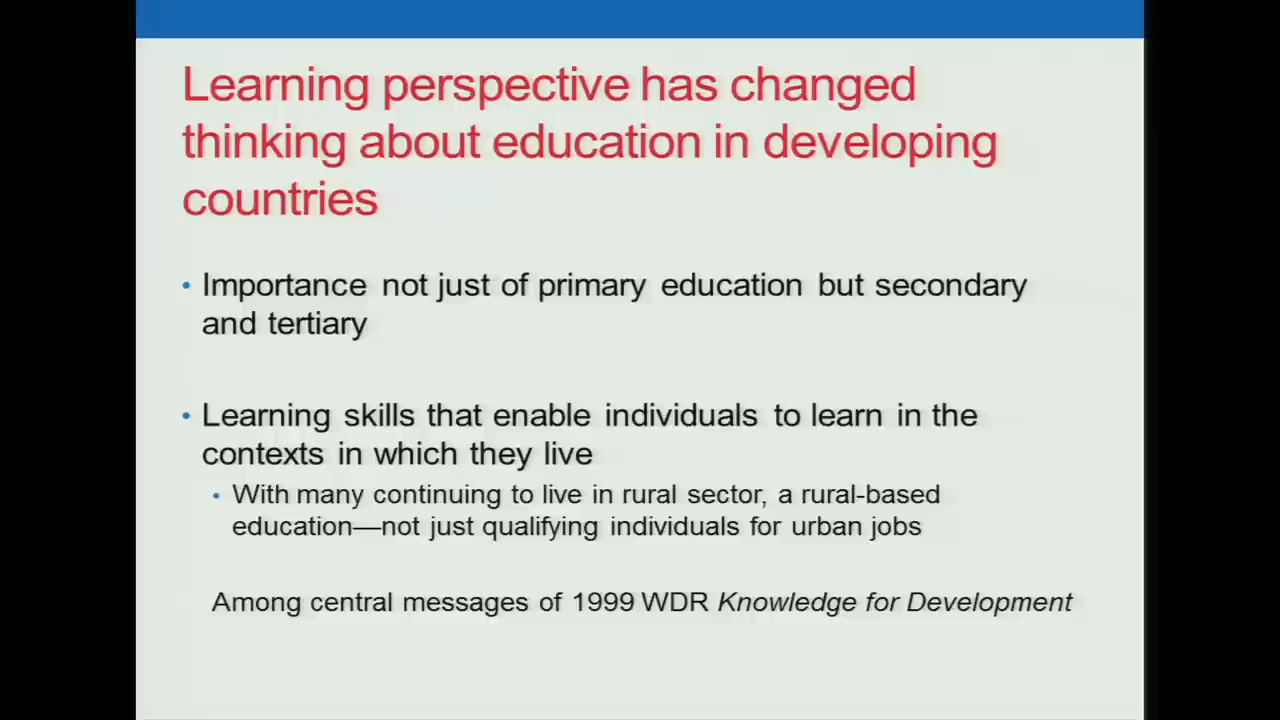 Learning perspective has changed
thinking about education in developing
countries
• Importance not just of primary education but secondary
and tertiary
• Learning skills that enable individuals to learn in the
contexts in which they live
• With many continuing to live in rural sector, a rural-based
education—not just qualifying individuals for urban jobs
Among central messages of 1999 WDR Knowledge for Development